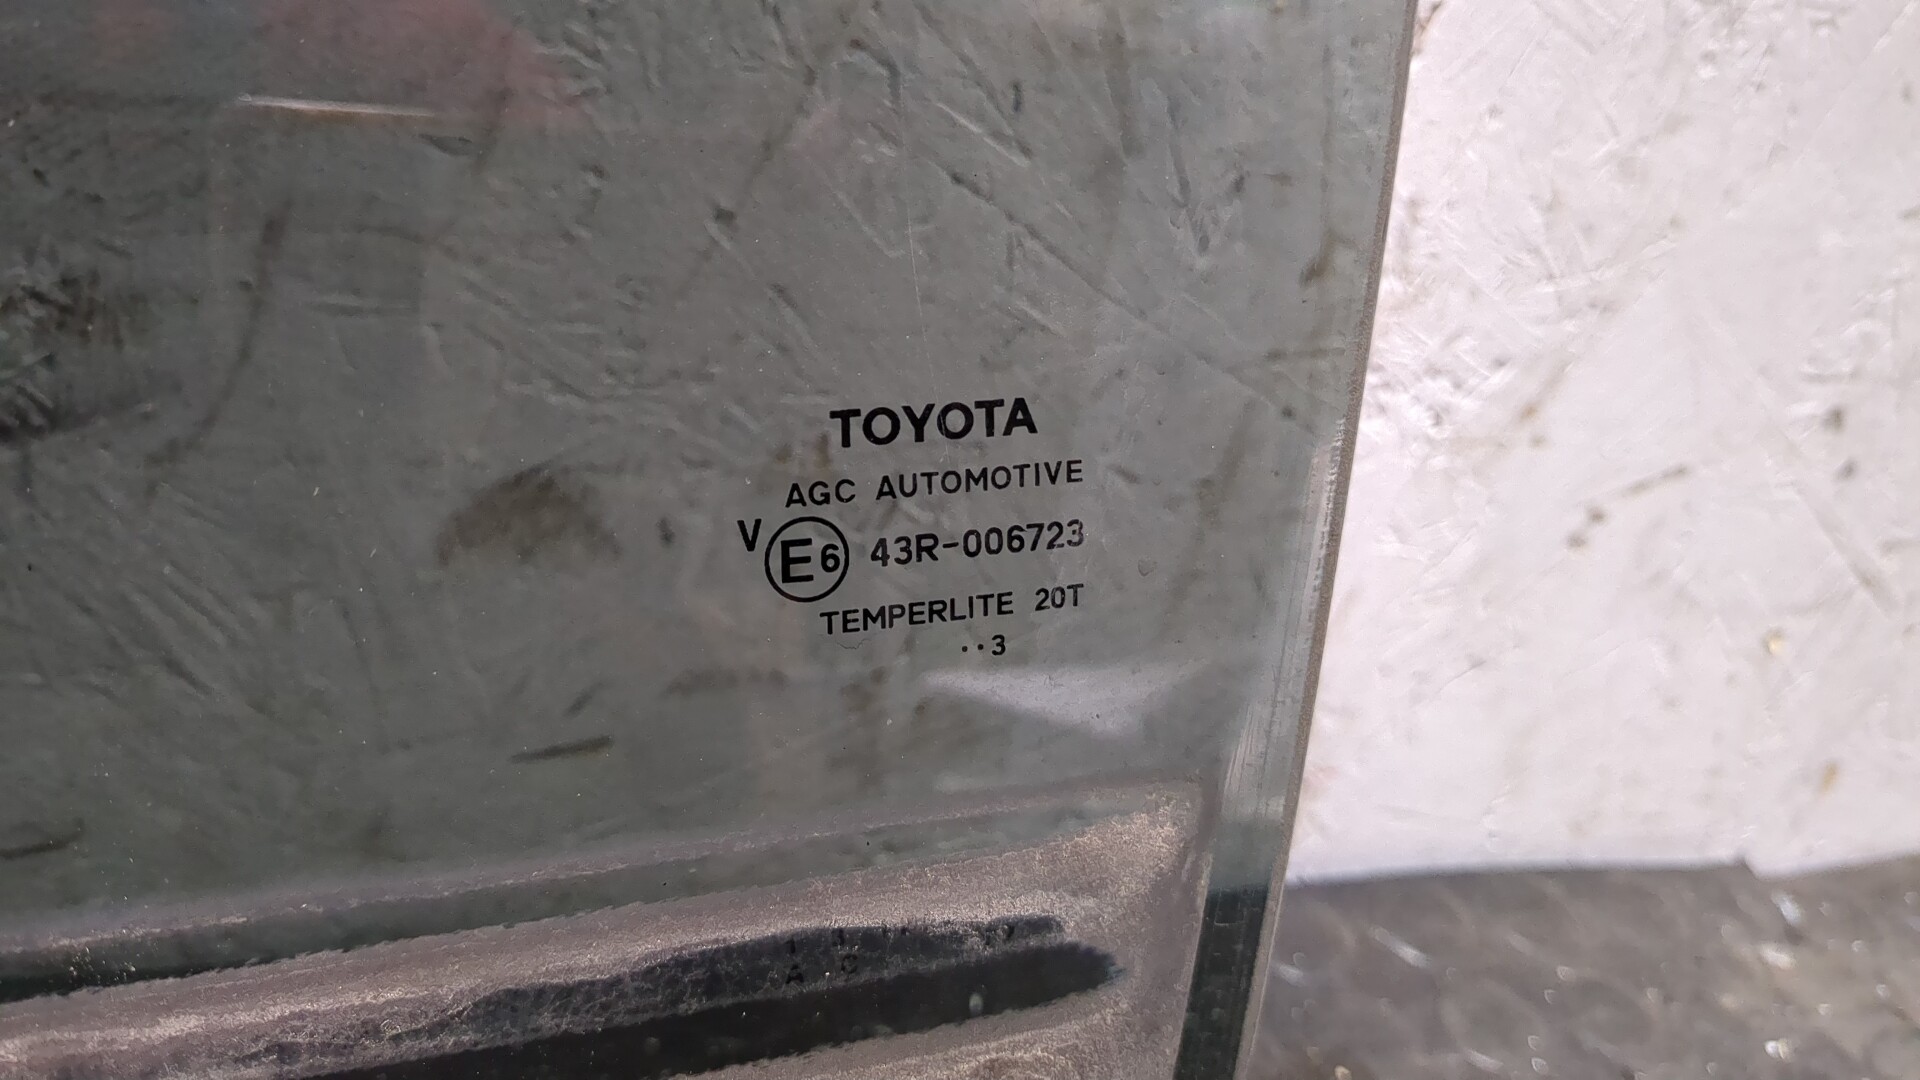 TOYOTA
AGC AUTOMOTIVE
V E6 43R-006723
TEMPERLITE 20T
··3